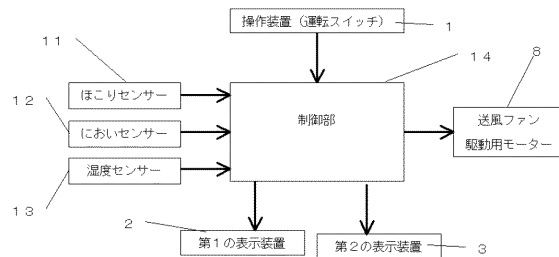 操作装置（運転スイッチ）
1
11
14
ほこりセンサー
8
12
においセンサー
制御部
送風ファン
駆動用モーター
湿度センサー
13
2
第1の表示装置
第2の表示装置
3